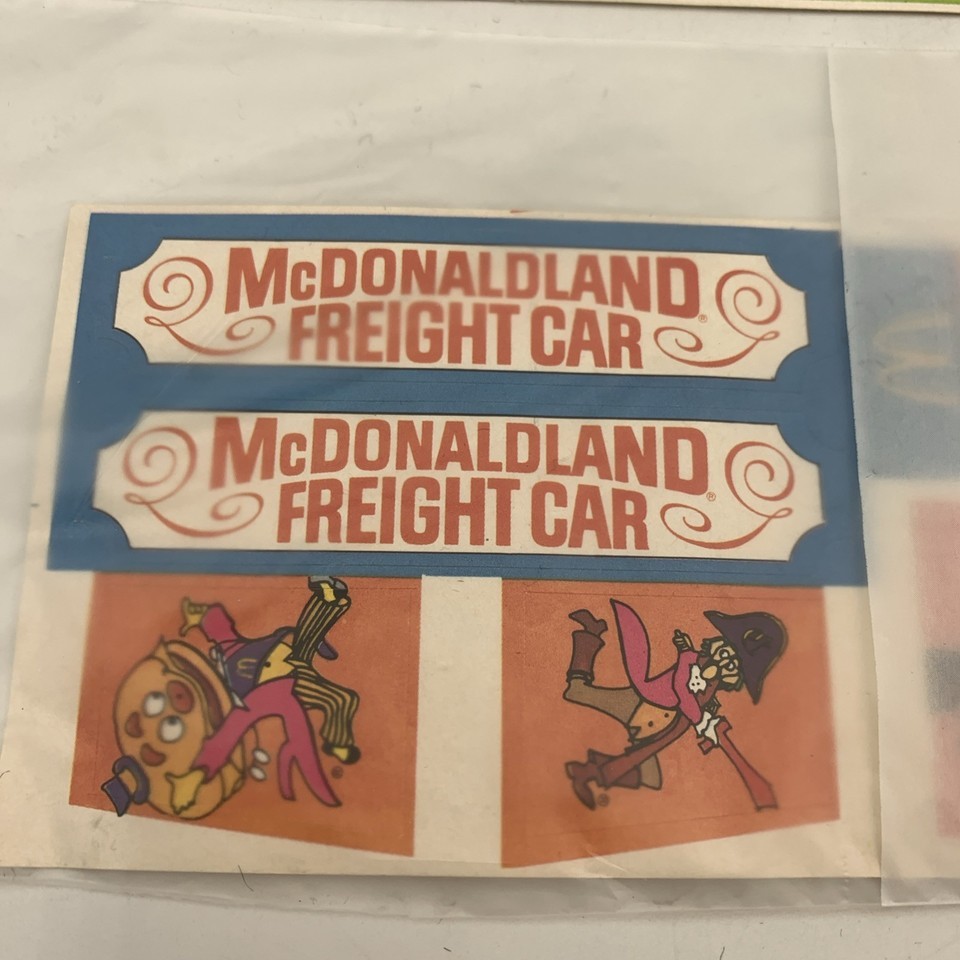 McDONALDLAND
FREIGHT CAR ®
McDONALDLAND ®
FREIGHT CAR
®
®